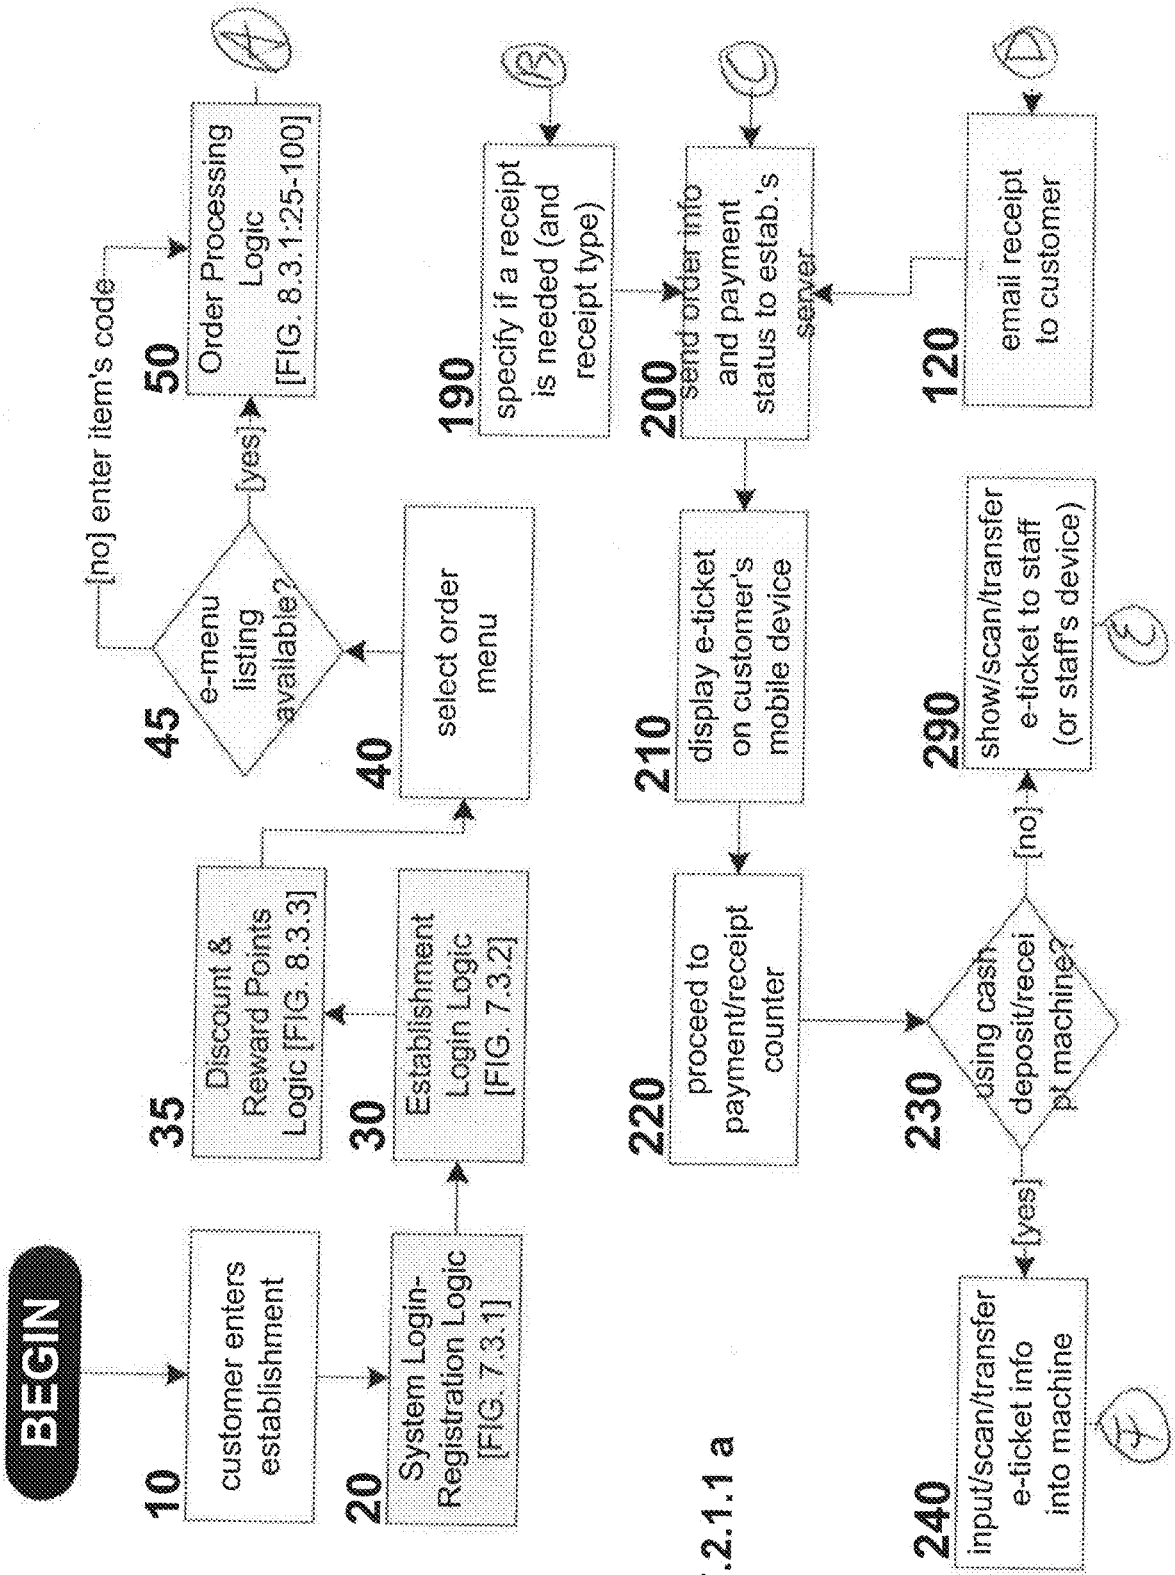 BEGIN
10
customer enters
establishment
20
System Login-
Registration Logic
[FIG. 7.3.1]
30
Establishment
Login Logic
[FIG. 7.3.2]
35
Discount &
Reward Points
Logic [FIG. 8.3.3]
40
select order
menu
45
e-menu
listing
available?
[no] enter item's code
[yes]
50
Order Processing
Logic
[FIG. 8.3.1:25-100]
A
B
190
specify if a receipt
is needed (and
receipt type)
C
200
send order info
and payment
status to estab.'s
server
D
120
email receipt
to customer
210
display e-ticket
on customer's
mobile device
220
proceed to
payment/receipt
counter
230
using cash
deposit/recei
pt machine?
[no]
290
show/scan/transfer
e-ticket to staff
(or staff's device)
E
[yes]
240
input/scan/transfer
e-ticket info
into machine
F
.2.1.1 a